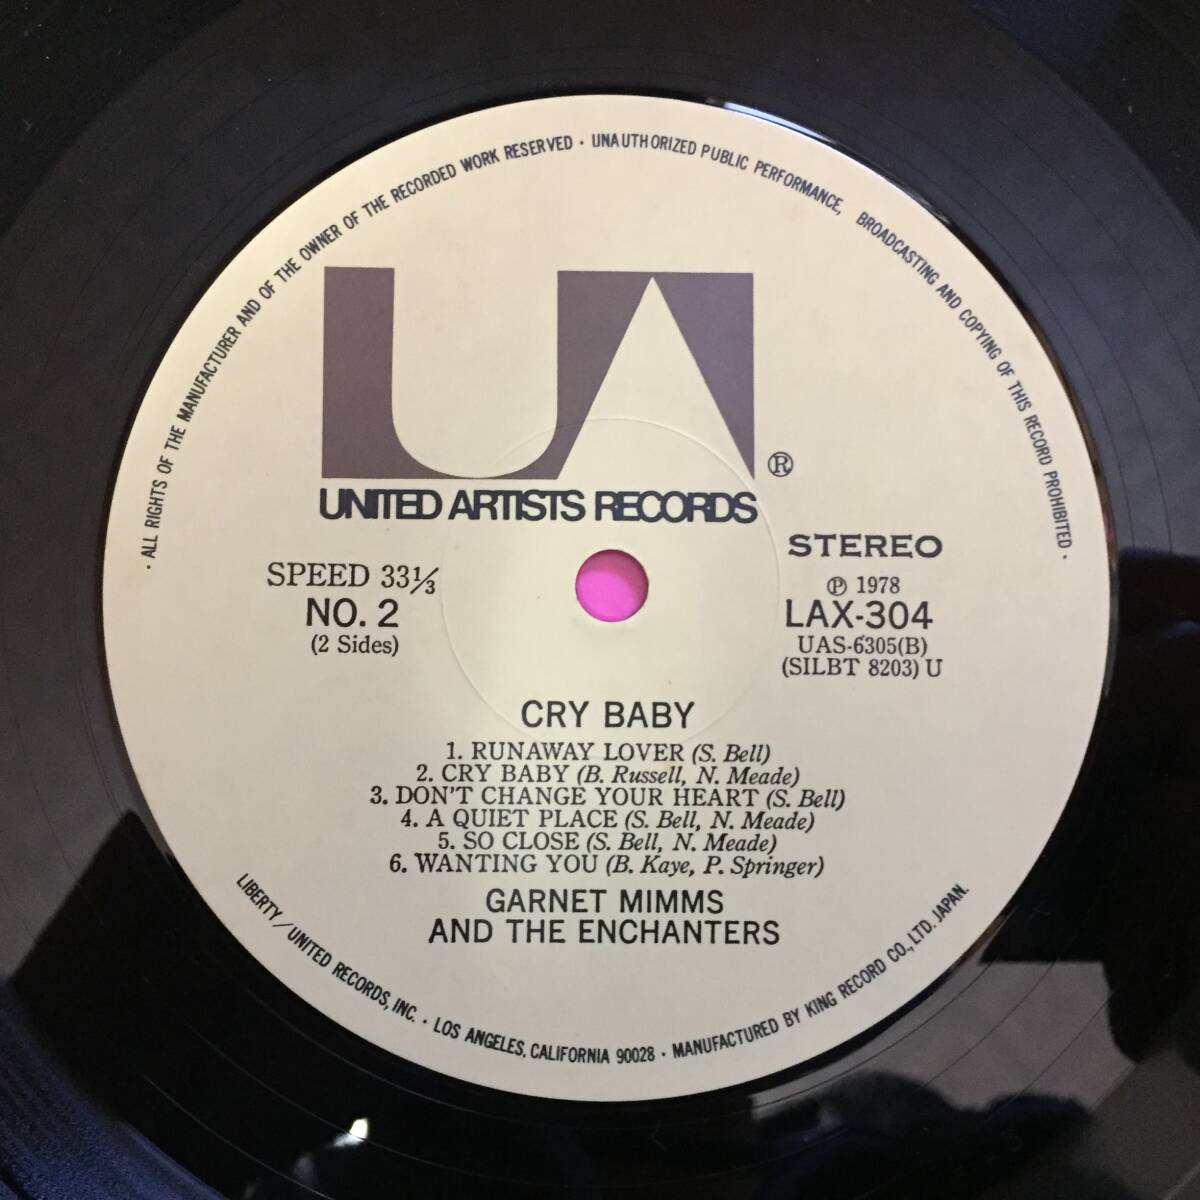 · ALL RIGHTS OF THE MANUFACTURER AND OF THE OWNER OF THE RECORDED WORK RESERVED · UNAUTHORIZED PUBLIC PERFORMANCE, BROADCASTING AND COPYING OF THIS RECORD PROHIBITED ·
UA ®
UNITED ARTISTS RECORDS
SPEED 33⅓
NO. 2
(2 Sides)
STEREO
Ⓟ 1978
LAX-304
UAS-6305(B)
(SILBT 8203) U
CRY BABY
1. RUNAWAY LOVER (S. Bell)
2. CRY BABY (B. Russell, N. Meade)
3. DON'T CHANGE YOUR HEART (S. Bell)
4. A QUIET PLACE (S. Bell, N. Meade)
5. SO CLOSE (S. Bell, N. Meade)
6. WANTING YOU (B. Kaye, P. Springer)
GARNET MIMMS
AND THE ENCHANTERS
LIBERTY/UNITED RECORDS, INC. · LOS ANGELES, CALIFORNIA 90028 · MANUFACTURED BY KING RECORD CO., LTD. JAPAN.